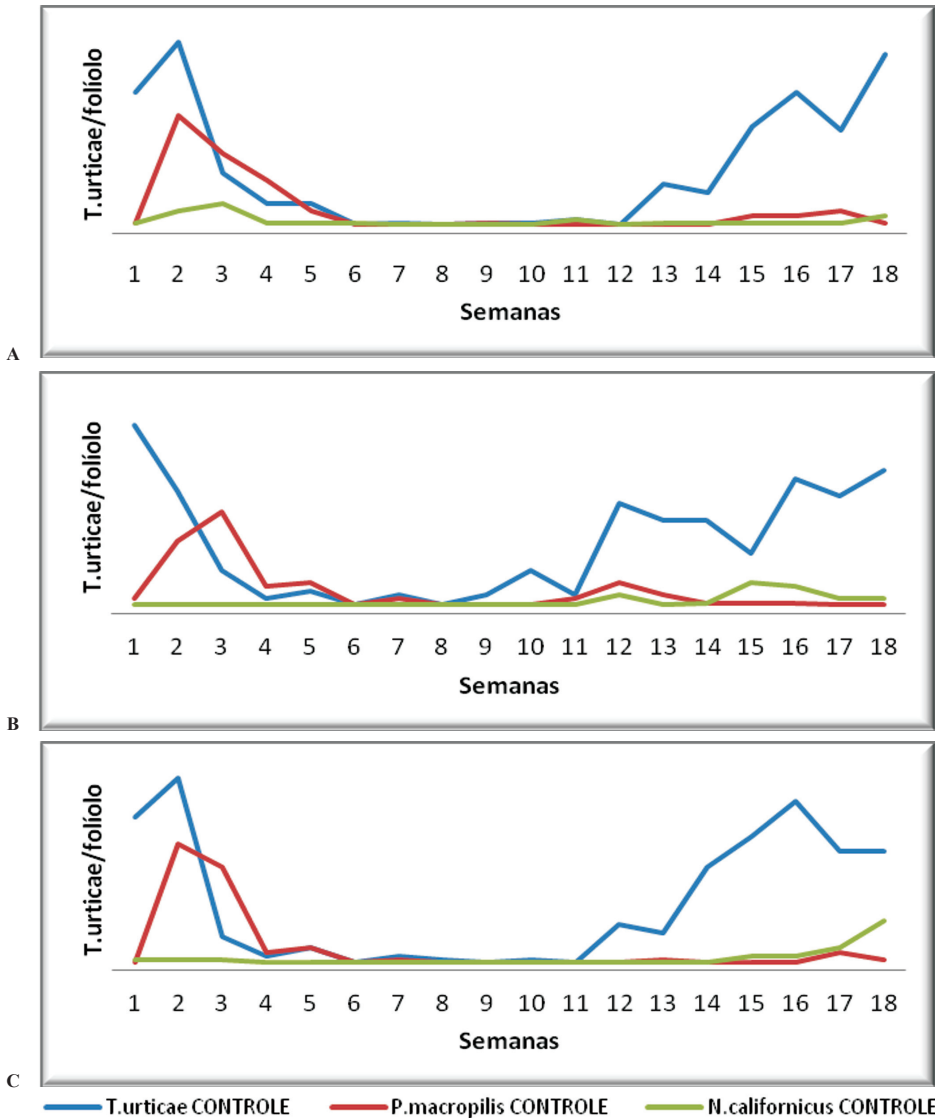 T.urticae/folíolo
1 2 3 4 5 6 7 8 9 10 11 12 13 14 15 16 17 18
Semanas
A
T.urticae/folíolo
1 2 3 4 5 6 7 8 9 10 11 12 13 14 15 16 17 18
Semanas
B
T.urticae/folíolo
1 2 3 4 5 6 7 8 9 10 11 12 13 14 15 16 17 18
Semanas
C
T.urticae CONTROLE P.macropilis CONTROLE N.californicus CONTROLE